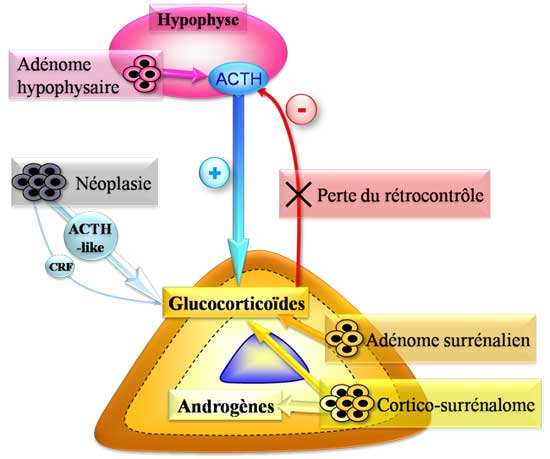 Hypophyse
Adénome
hypophysaire
ACTH
-
+
Néoplasie
Perte du rétrocontrôle
ACTH
-like
CRF
Glucocorticoïdes
Adénome surrénalien
Androgènes
Cortico-surrénalome